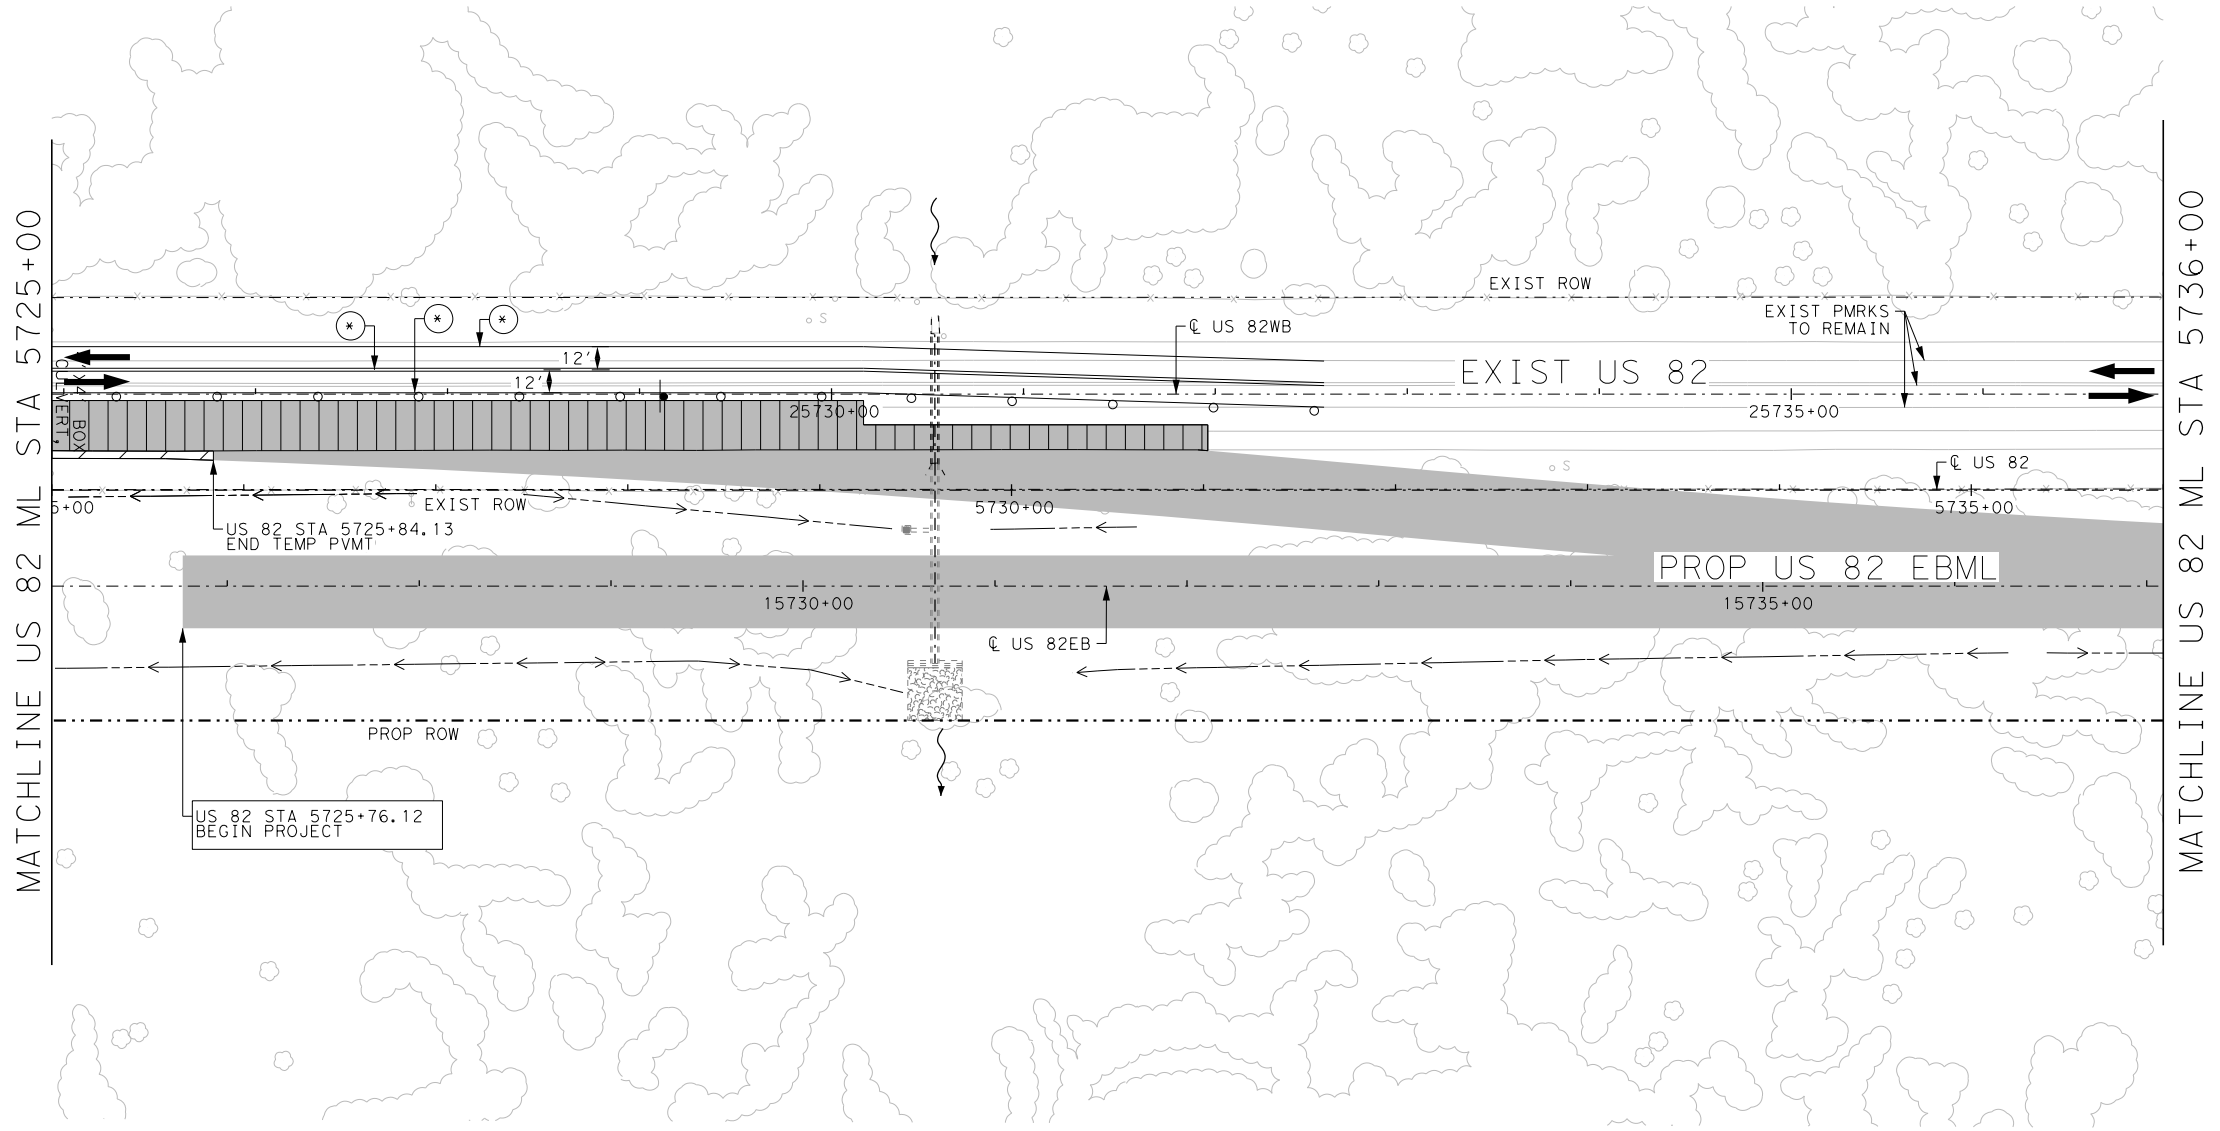 MATCHLINE US 82 ML STA 5725+00
MATCHLINE US 82 ML STA 5736+00
EXIST ROW
EXIST PMRKS
TO REMAIN
S
℄ US 82WB
* * *
12'
12'
EXIST US 82
BOX
25730+00
25735+00
℄ US 82
S
EXIST ROW
5+00
5730+00
5735+00
US 82 STA 5725+84.13
END TEMP PVMT
PROP US 82 EBML
15730+00
15735+00
℄ US 82EB
PROP ROW
US 82 STA 5725+76.12
BEGIN PROJECT